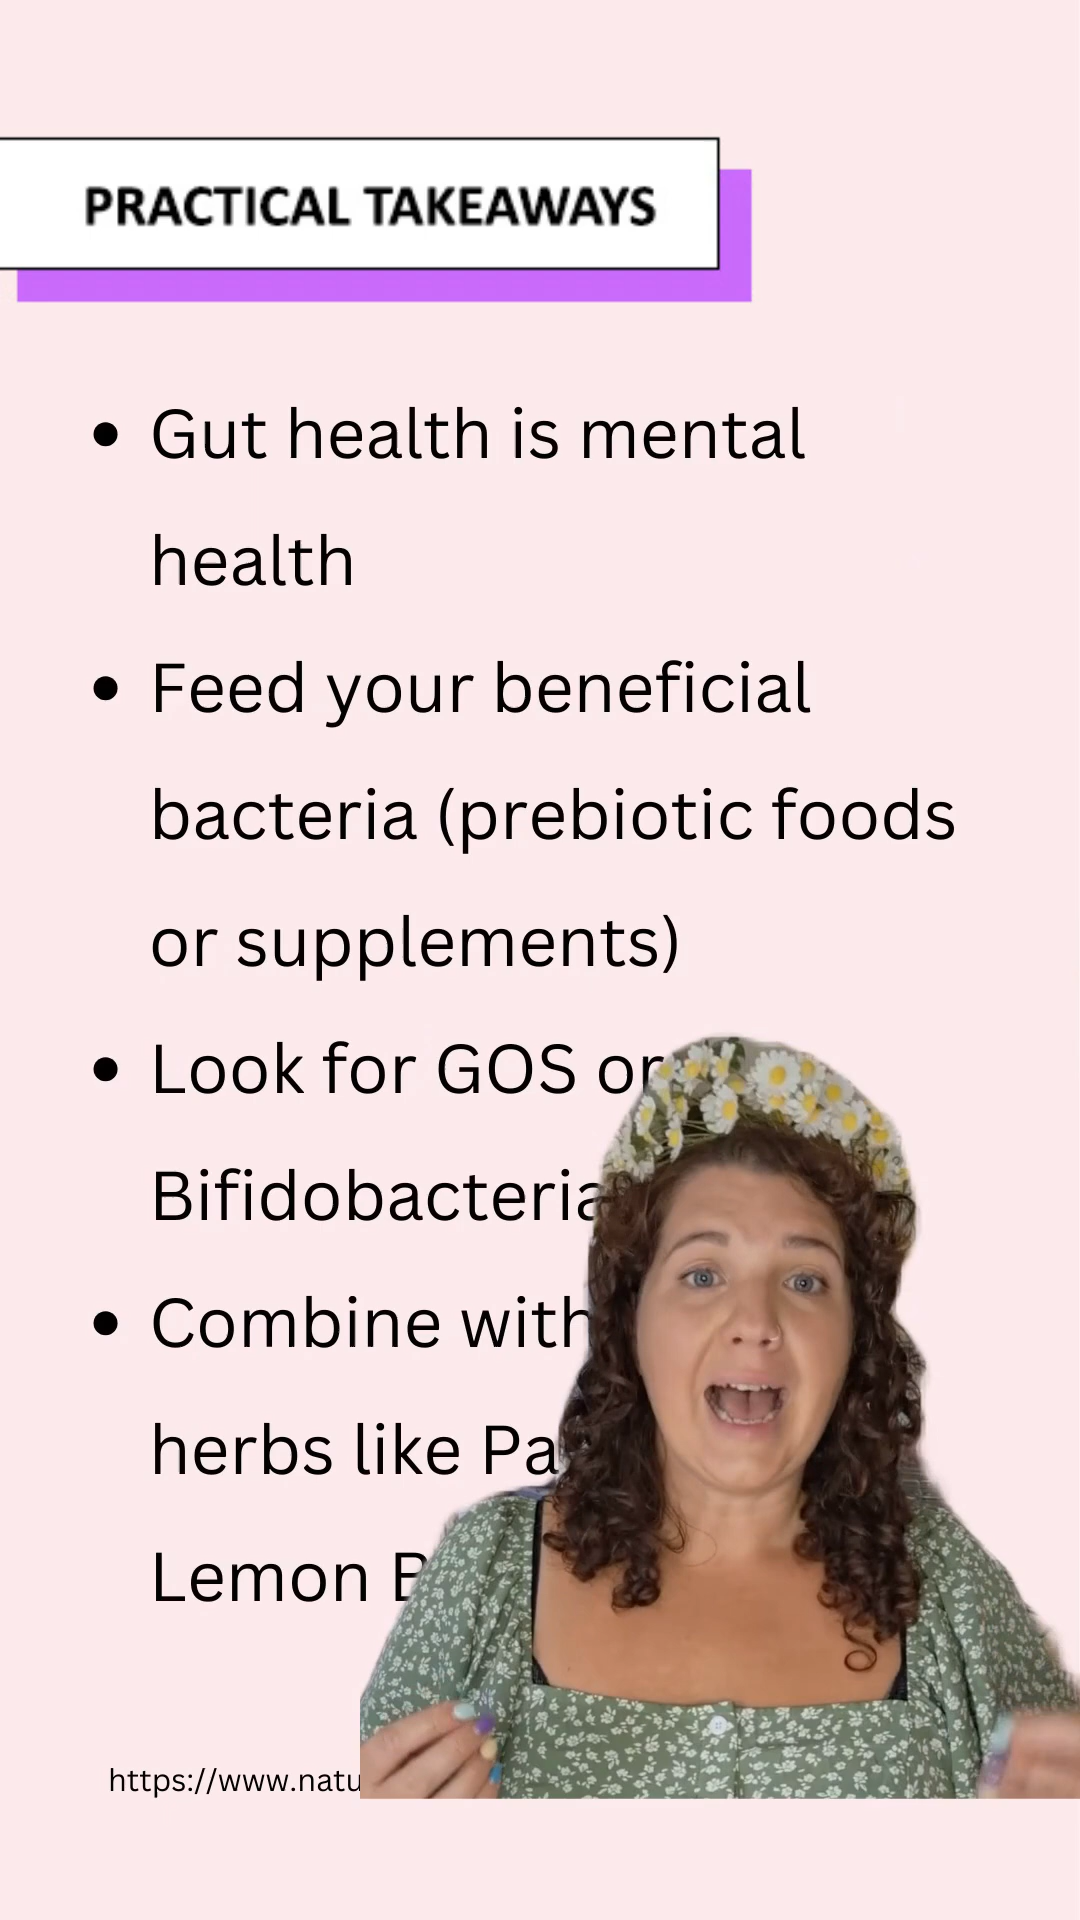 PRACTICAL TAKEAWAYS
• Gut health is mental
health
• Feed your beneficial
bacteria (prebiotic foods
or supplements)
• Look for GOS or
Bifidobacteria
• Combine with
herbs like
Lemon
https://www.natu